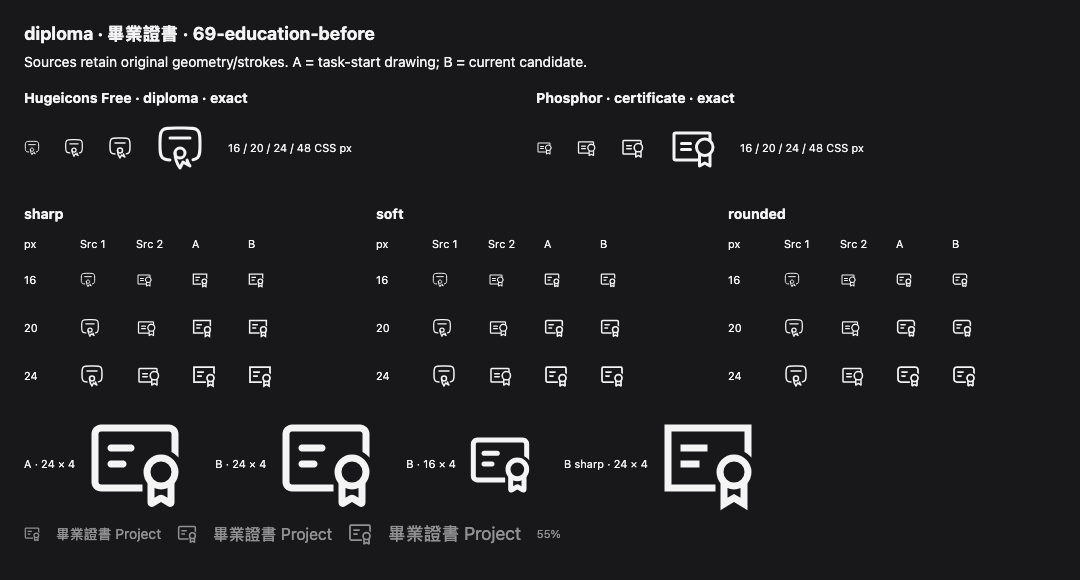 diploma · 畢業證書 · 69-education-before
Sources retain original geometry/strokes. A = task-start drawing; B = current candidate.
Hugeicons Free · diploma · exact
16 / 20 / 24 / 48 CSS px
Phosphor · certificate · exact
16 / 20 / 24 / 48 CSS px
sharp
px Src 1 Src 2 A B
16
20
24
soft
px Src 1 Src 2 A B
16
20
24
rounded
px Src 1 Src 2 A B
16
20
24
A · 24 × 4
B · 24 × 4
B · 16 × 4
B sharp · 24 × 4
畢業證書 Project 畢業證書 Project 畢業證書 Project 55%